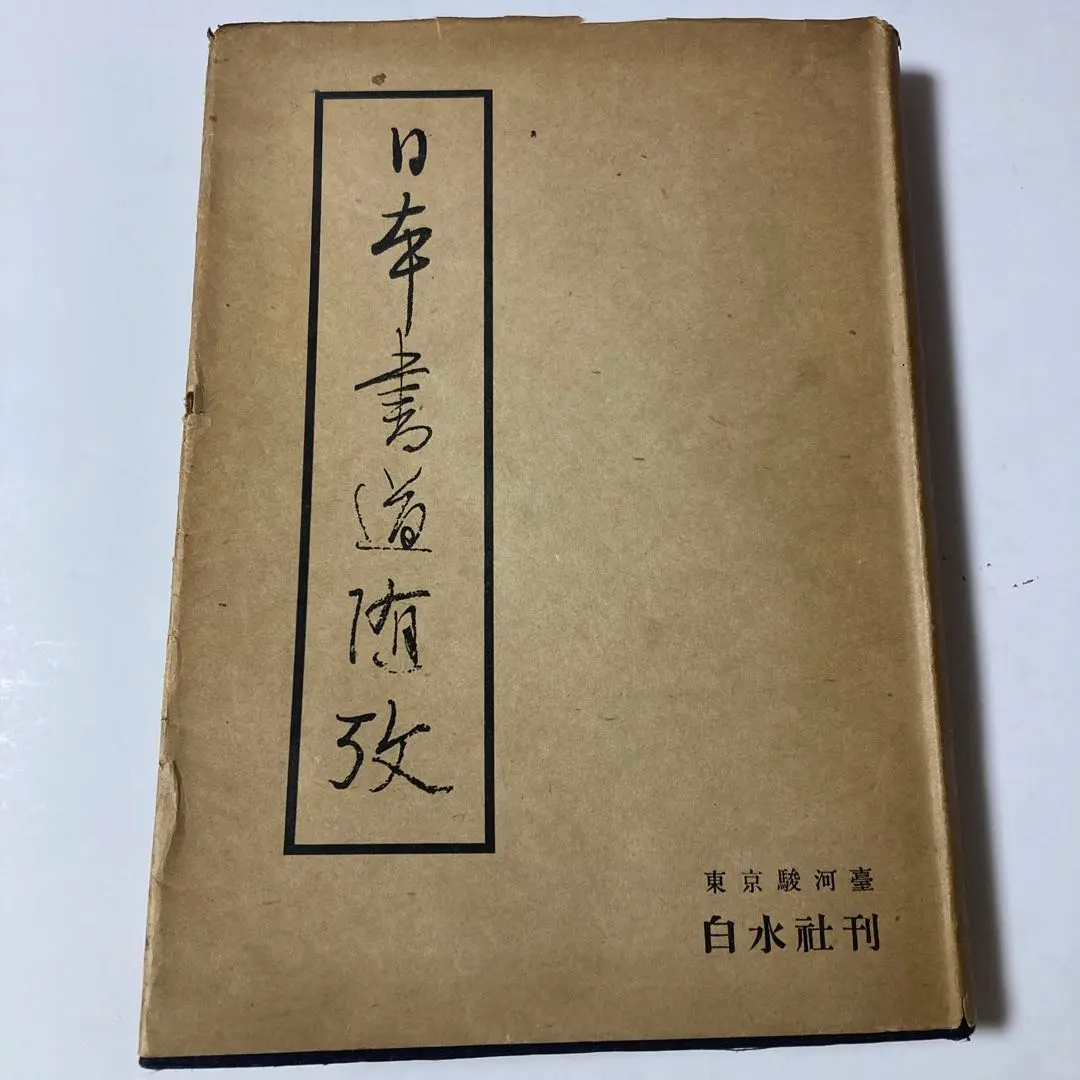 日本書道随攷
東京駿河臺
白水社刊